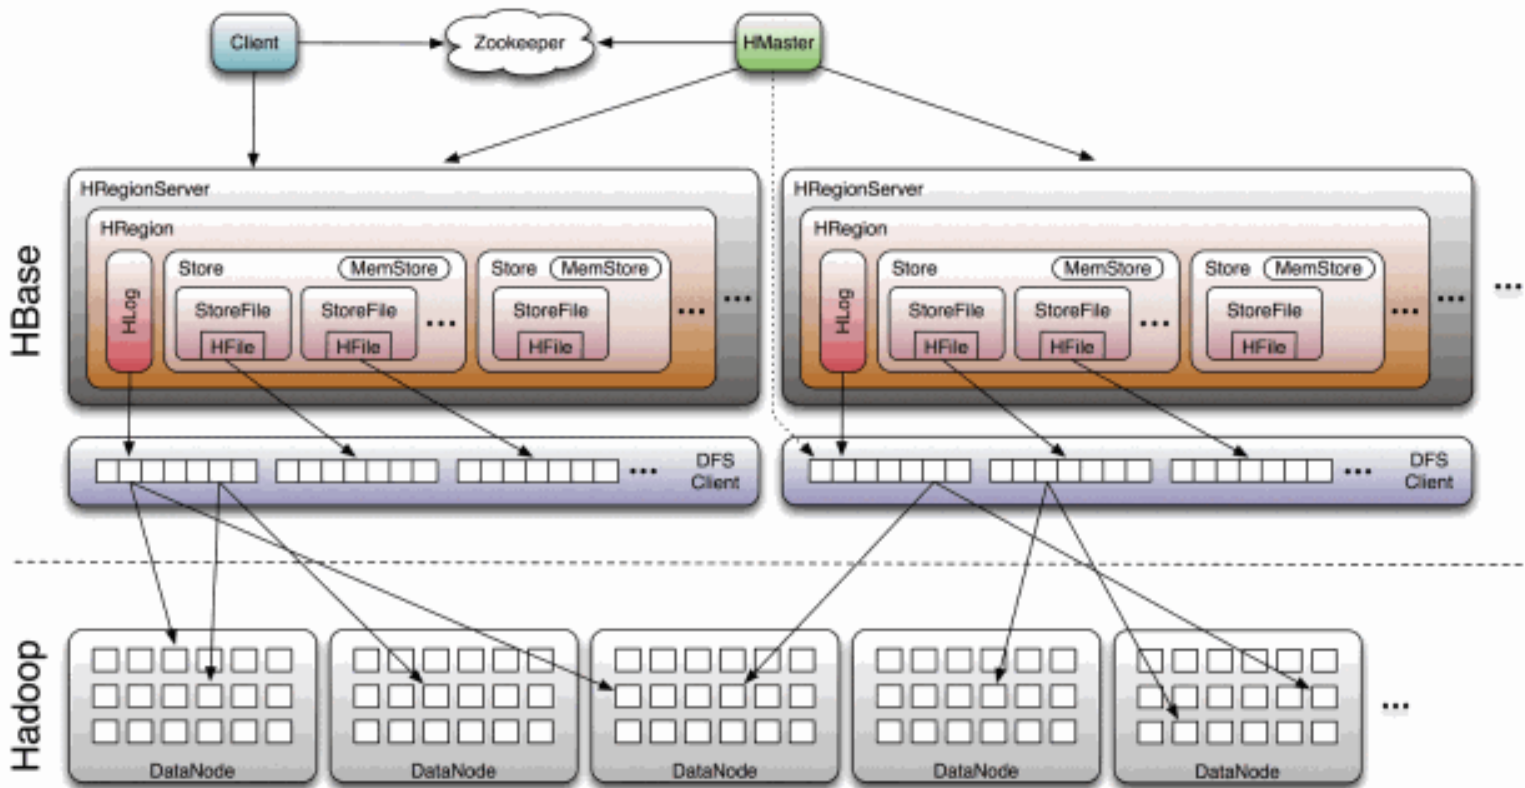 Client
Zookeeper
HMaster
HBase
HRegionServer
HRegion
HLog
Store
MemStore
StoreFile
HFile
StoreFile
HFile
...
Store
MemStore
StoreFile
HFile
...
...
HRegionServer
HRegion
HLog
Store
MemStore
StoreFile
HFile
StoreFile
HFile
...
Store
MemStore
StoreFile
HFile
...
...
...
...
DFS
Client
...
DFS
Client
Hadoop
DataNode
DataNode
DataNode
DataNode
DataNode
...